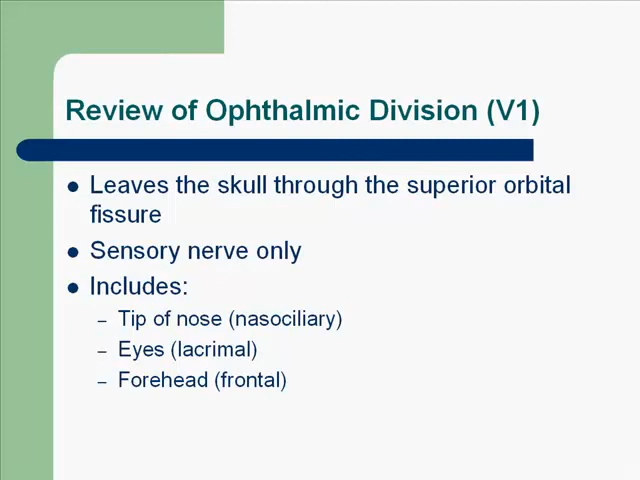 Review of Ophthalmic Division (V1)
● Leaves the skull through the superior orbital
fissure
● Sensory nerve only
● Includes:
– Tip of nose (nasociliary)
– Eyes (lacrimal)
– Forehead (frontal)